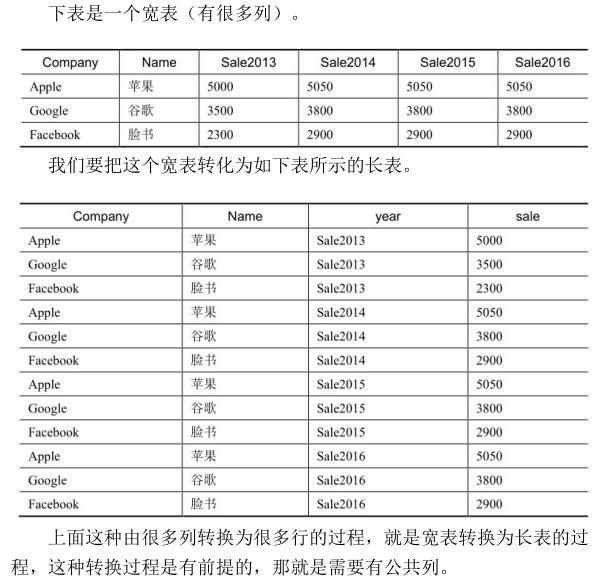 下表是一个宽表（有很多列）。
Company Name Sale2013 Sale2014 Sale2015 Sale2016
Apple 苹果 5000 5050 5050 5050
Google 谷歌 3500 3800 3800 3800
Facebook 脸书 2300 2900 2900 2900
我们要把这个宽表转化为如下表所示的长表。
Company Name year sale
Apple 苹果 Sale2013 5000
Google 谷歌 Sale2013 3500
Facebook 脸书 Sale2013 2300
Apple 苹果 Sale2014 5050
Google 谷歌 Sale2014 3800
Facebook 脸书 Sale2014 2900
Apple 苹果 Sale2015 5050
Google 谷歌 Sale2015 3800
Facebook 脸书 Sale2015 2900
Apple 苹果 Sale2016 5050
Google 谷歌 Sale2016 3800
Facebook 脸书 Sale2016 2900
上面这种由很多列转换为很多行的过程，就是宽表转换为长表的过
程，这种转换过程是有前提的，那就是需要有公共列。